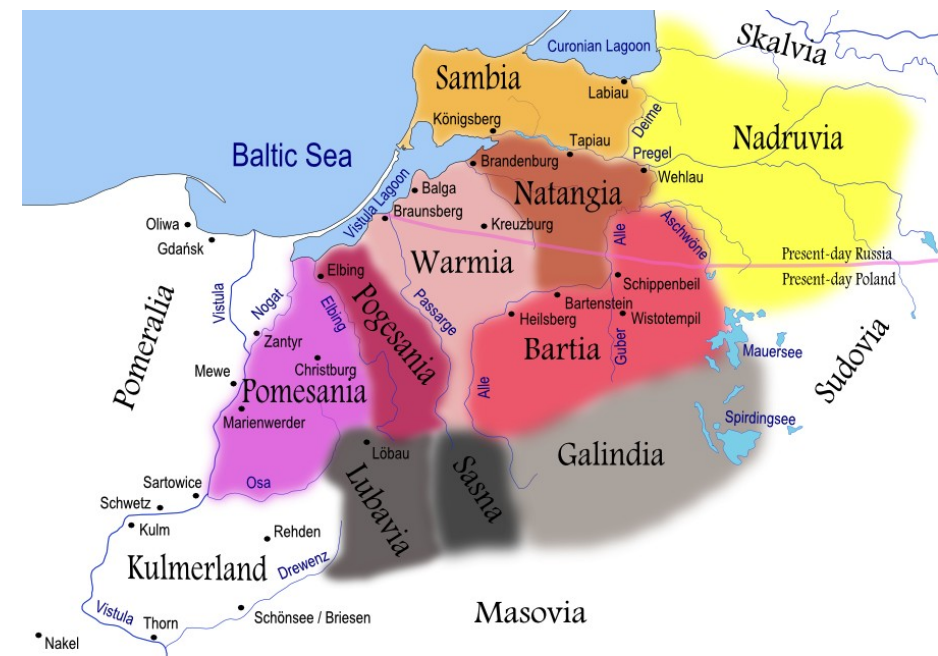 Skalvia
Curonian Lagoon
Sambia
Labiau
Königsberg
Deime
Nadruvia
Tapiau
Baltic Sea
Brandenburg
Pregel
Wehlau
Natangia
Balga
Vistula Lagoon
Braunsberg
Oliwa
Kreuzburg
Alle
Aschwöne
Gdańsk
Present-day Russia
Warmia
Elbing
Present-day Poland
Schippenbeil
Vistula
Nogat
Elbing
Passarge
Bartenstein
Pomeralia
Pogesania
Heilsberg
Wistotempil
Zantyr
Bartia
Guber
Mauersee
Sudovia
Christburg
Mewe
Pomesania
Alle
Marienwerder
Spirdingsee
Löbau
Galindia
Sartowice
Osa
Lubavia
Sasna
Schwetz
Kulm
Rehden
Kulmerland
Drewenz
Vistula
Schönsee / Briesen
Masovia
Thorn
Nakel